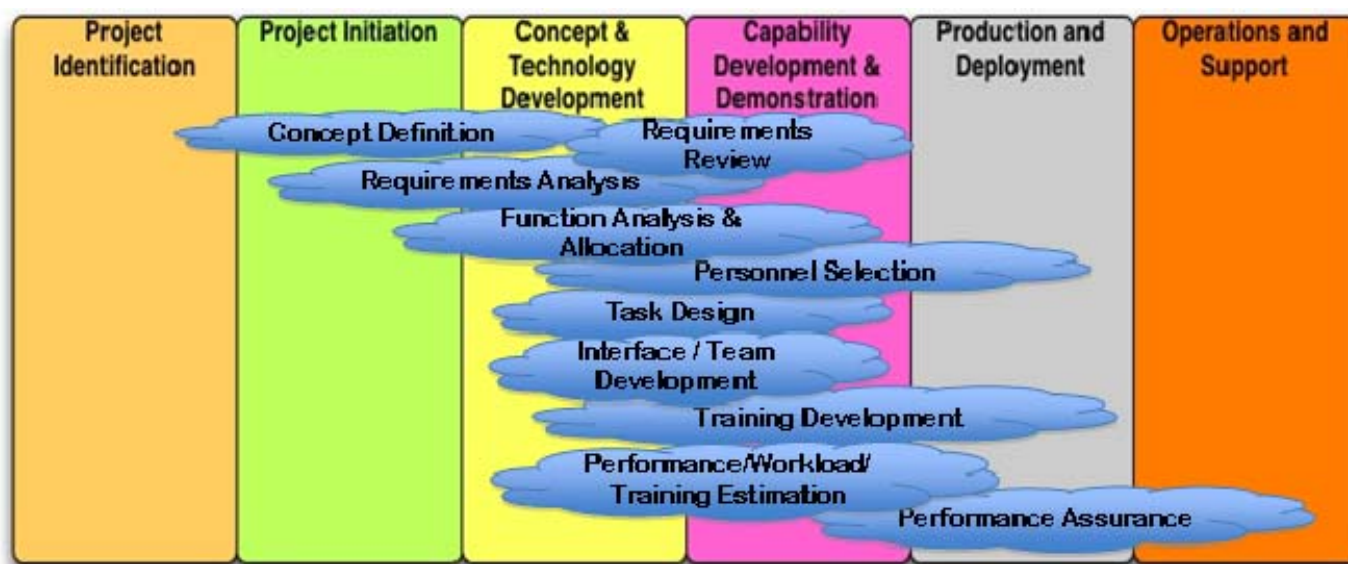 Project
Identification
Project Initiation
Concept &
Technology
Development
Capability
Development &
Demonstration
Production and
Deployment
Operations and
Support
Concept Definition
Requirements
Review
Requirements Analysis
Function Analysis &
Allocation
Personnel Selection
Task Design
Interface / Team
Development
Training Development
Performance/Workload/
Training Estimation
Performance Assurance